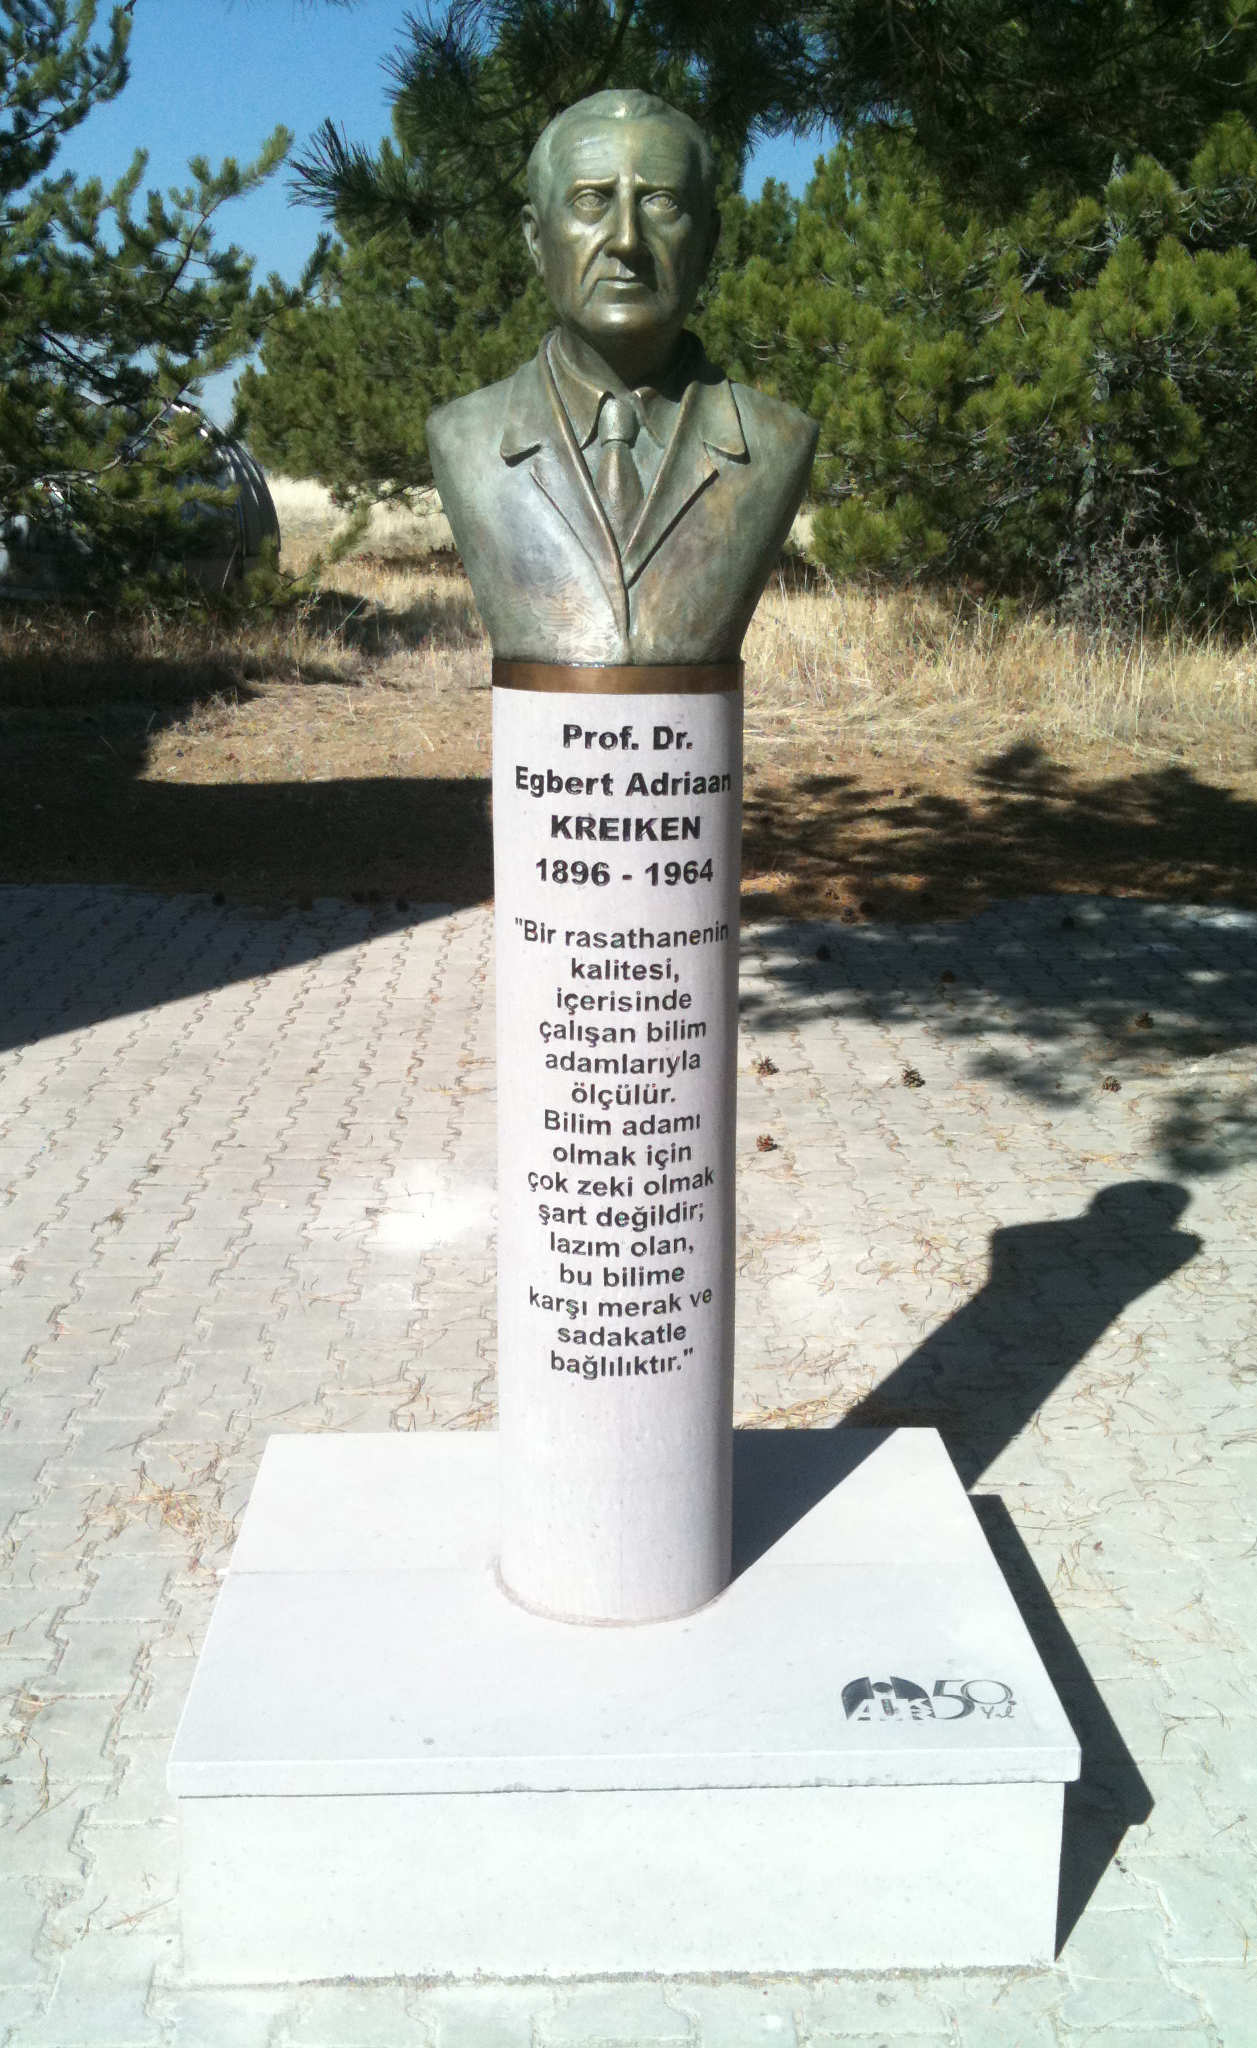 Prof. Dr.
Egbert Adriaan
KREIKEN
1896 - 1964
"Bir rasathanenin
kalitesi,
içerisinde
çalışan bilim
adamlarıyla
ölçülür.
Bilim adamı
olmak için
çok zeki olmak
şart değildir;
lazım olan,
bu bilime
karşı merak ve
sadakatle
bağlılıktır."
50.
Yıl